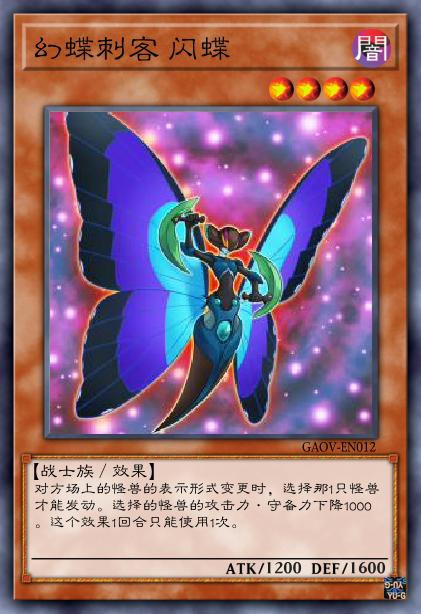 幻蝶刺客 闪蝶
闇
GAOV-EN012
【战士族／效果】
对方场上的怪兽的表示形式变更时，选择那1只怪兽
才能发动。选择的怪兽的攻击力·守备力下降1000
。这个效果1回合只能使用1次。
ATK/1200 DEF/1600